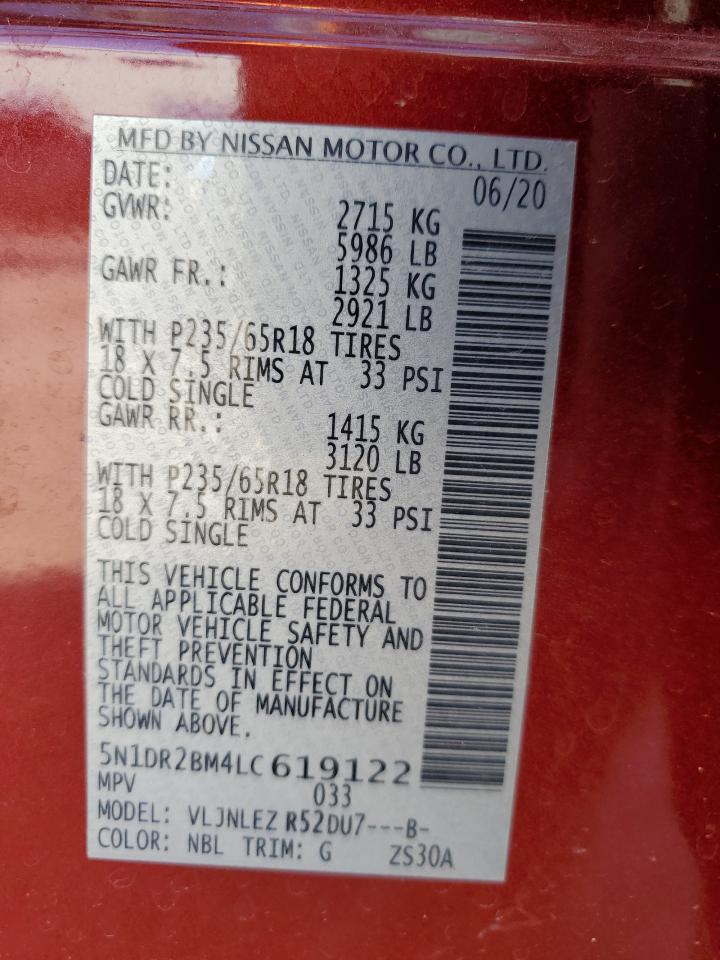 MFD BY NISSAN MOTOR CO., LTD.
DATE: 06/20
GVWR: 2715 KG
5986 LB
GAWR FR.: 1325 KG
2921 LB
WITH P235/65R18 TIRES
18 X 7.5 RIMS AT 33 PSI
COLD SINGLE
GAWR RR.: 1415 KG
3120 LB
WITH P235/65R18 TIRES
18 X 7.5 RIMS AT 33 PSI
COLD SINGLE
THIS VEHICLE CONFORMS TO
ALL APPLICABLE FEDERAL
MOTOR VEHICLE SAFETY AND
THEFT PREVENTION
STANDARDS IN EFFECT ON
THE DATE OF MANUFACTURE
SHOWN ABOVE.
5N1DR2BM4LC619122
MPV 033
MODEL: VLJNLEZ R52DU7---B-
COLOR: NBL TRIM: G ZS30A